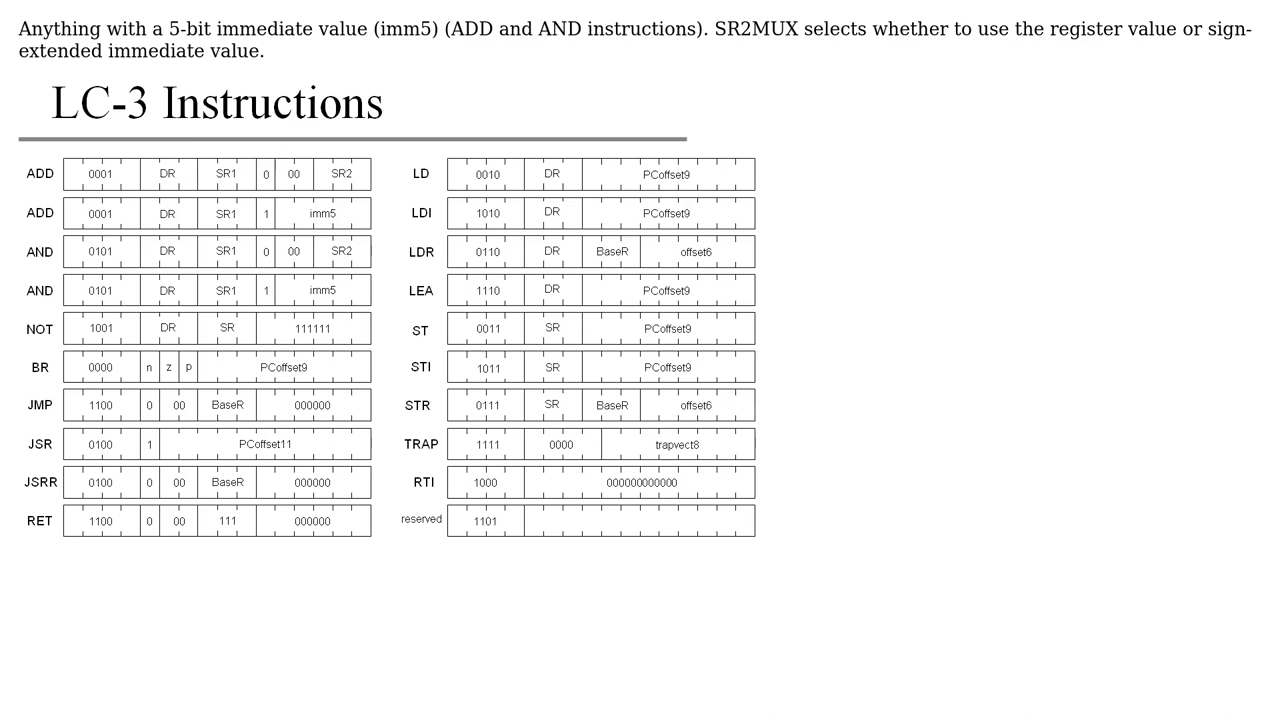 Anything with a 5-bit immediate value (imm5) (ADD and AND instructions). SR2MUX selects whether to use the register value or sign-
extended immediate value.
LC-3 Instructions
ADD 0001 DR SR1 0 00 SR2
ADD 0001 DR SR1 1 imm5
AND 0101 DR SR1 0 00 SR2
AND 0101 DR SR1 1 imm5
NOT 1001 DR SR 111111
BR 0000 n z p PCoffset9
JMP 1100 0 00 BaseR 000000
JSR 0100 1 PCoffset11
JSRR 0100 0 00 BaseR 000000
RET 1100 0 00 111 000000
LD 0010 DR PCoffset9
LDI 1010 DR PCoffset9
LDR 0110 DR BaseR offset6
LEA 1110 DR PCoffset9
ST 0011 SR PCoffset9
STI 1011 SR PCoffset9
STR 0111 SR BaseR offset6
TRAP 1111 0000 trapvect8
RTI 1000 000000000000
reserved 1101